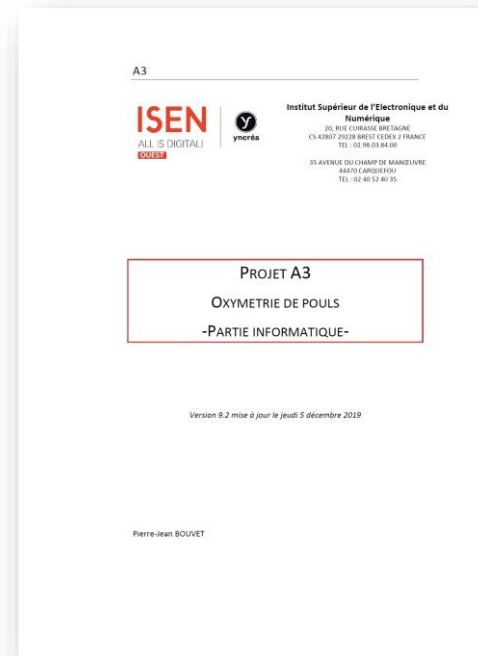 A3
ISEN
ALL IS DIGITAL!
OUEST
yncréa
Institut Supérieur de l'Electronique et du
Numérique
20, RUE CUIRASSE BRETAGNE
CS 42807 29228 BREST CEDEX 2 FRANCE
TEL : 02.98.03.84.00
35 AVENUE DU CHAMP DE MANŒUVRE
44470 CARQUEFOU
TEL : 02 40 52 40 35
PROJET A3
OXYMETRIE DE POULS
-PARTIE INFORMATIQUE-
Version 9.2 mise à jour le jeudi 5 décembre 2019
Pierre-Jean BOUVET